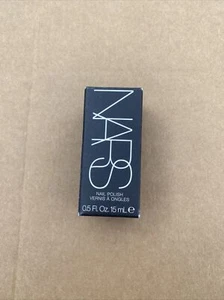 NARS
NAIL POLISH
VERNIS À ONGLES
0.5 Fl. Oz. 15 mL ℮